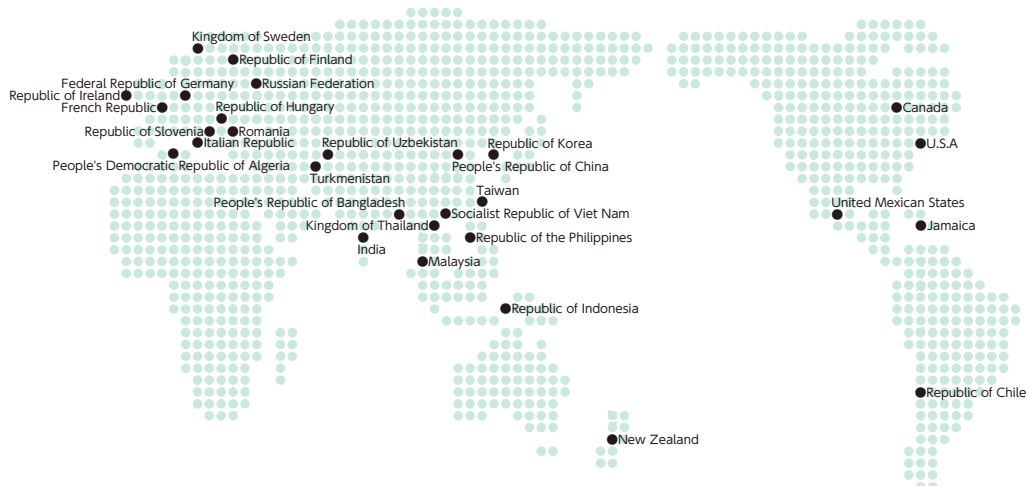 Kingdom of Sweden
Republic of Finland
Federal Republic of Germany
Russian Federation
Republic of Ireland
French Republic
Republic of Hungary
Canada
Republic of Slovenia
Romania
Italian Republic
Republic of Uzbekistan
Republic of Korea
U.S.A
People's Democratic Republic of Algeria
People's Republic of China
Turkmenistan
Taiwan
People's Republic of Bangladesh
United Mexican States
Socialist Republic of Viet Nam
Kingdom of Thailand
Jamaica
Republic of the Philippines
India
Malaysia
Republic of Indonesia
Republic of Chile
New Zealand